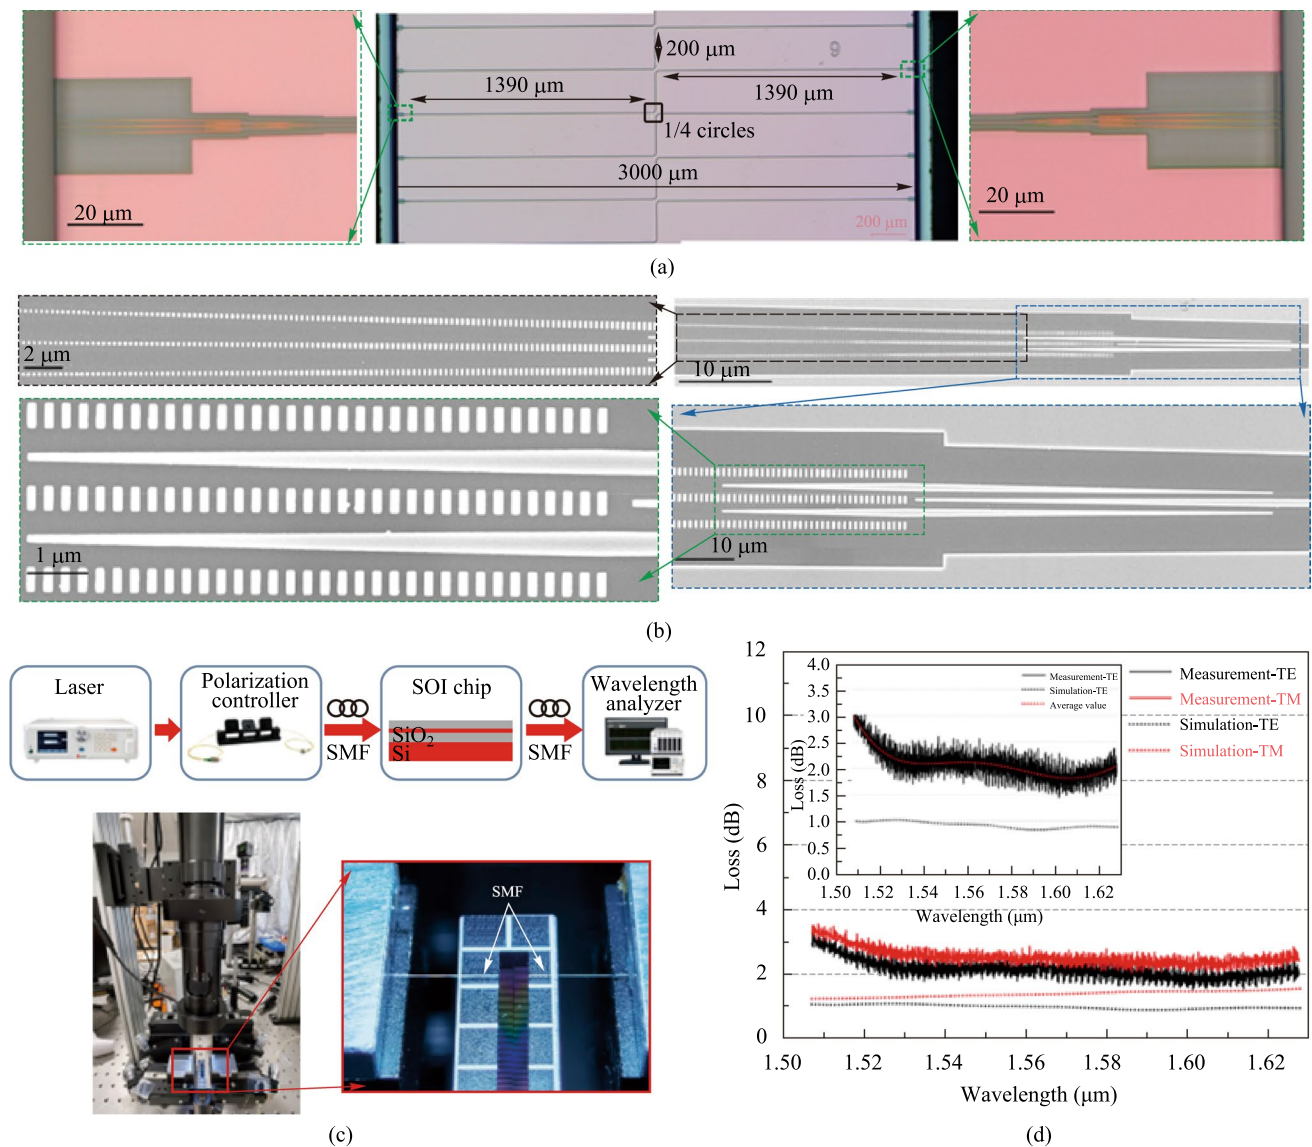 20 μm
200 μm
9
1390 μm
1390 μm
1/4 circles
3000 μm
200 μm
20 μm
(a)
2 μm
10 μm
1 μm
10 μm
(b)
Laser
Polarization
controller
SMF
SOI chip
SiO2
Si
SMF
Wavelength
analyzer
SMF
(c)
12
10
8
6
4
2
0
Loss (dB)
1.50
1.52
1.54
1.56
1.58
1.60
1.62
Wavelength (μm)
Measurement-TE
Measurement-TM
Simulation-TE
Simulation-TM
4.0
3.5
3.0
2.5
2.0
1.5
1.0
0.5
0.0
Loss (dB)
1.50
1.52
1.54
1.56
1.58
1.60
1.62
Wavelength (μm)
Measurement-TE
Simulation-TE
Average value
(d)